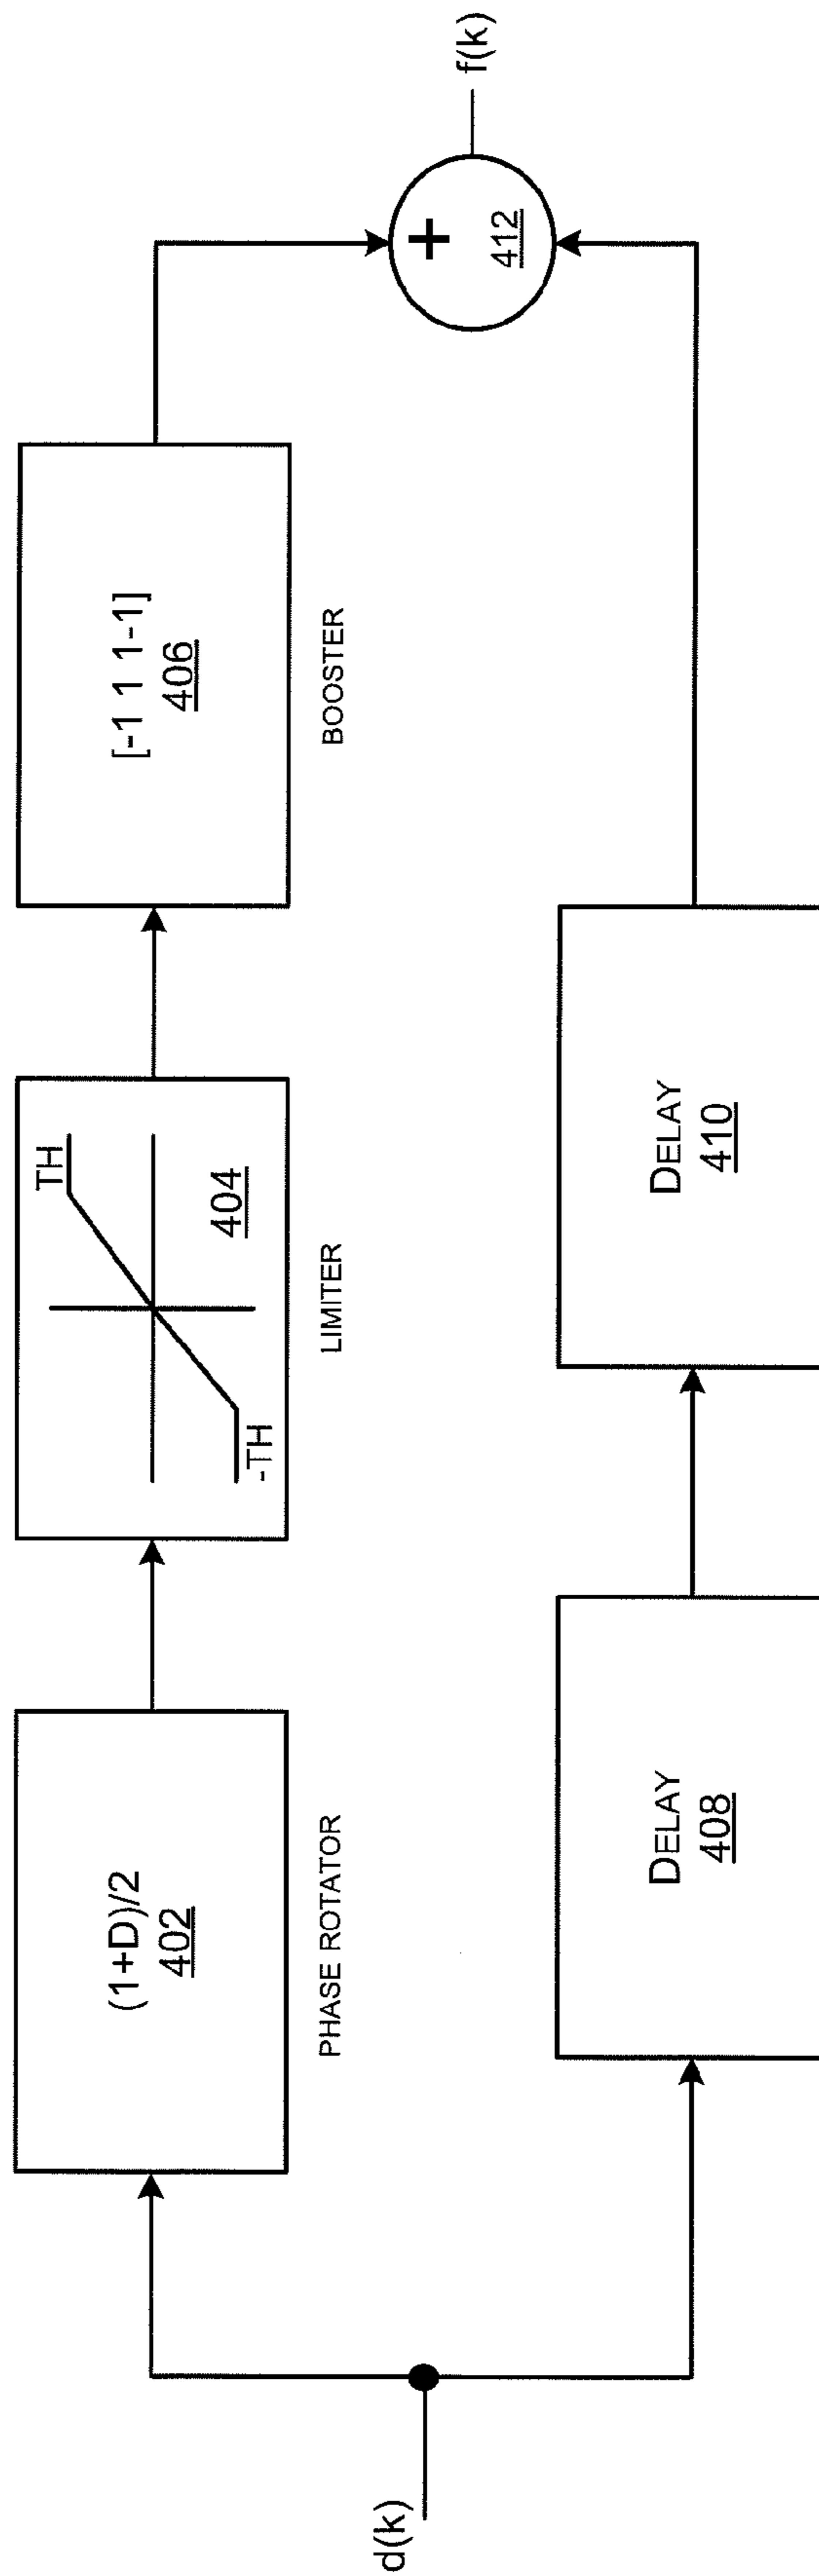 d(k)
(1+D)/2
402
PHASE ROTATOR
TH
-TH
404
LIMITER
[-1 1 1-1]
406
BOOSTER
DELAY
408
DELAY
410
+
412
f(k)